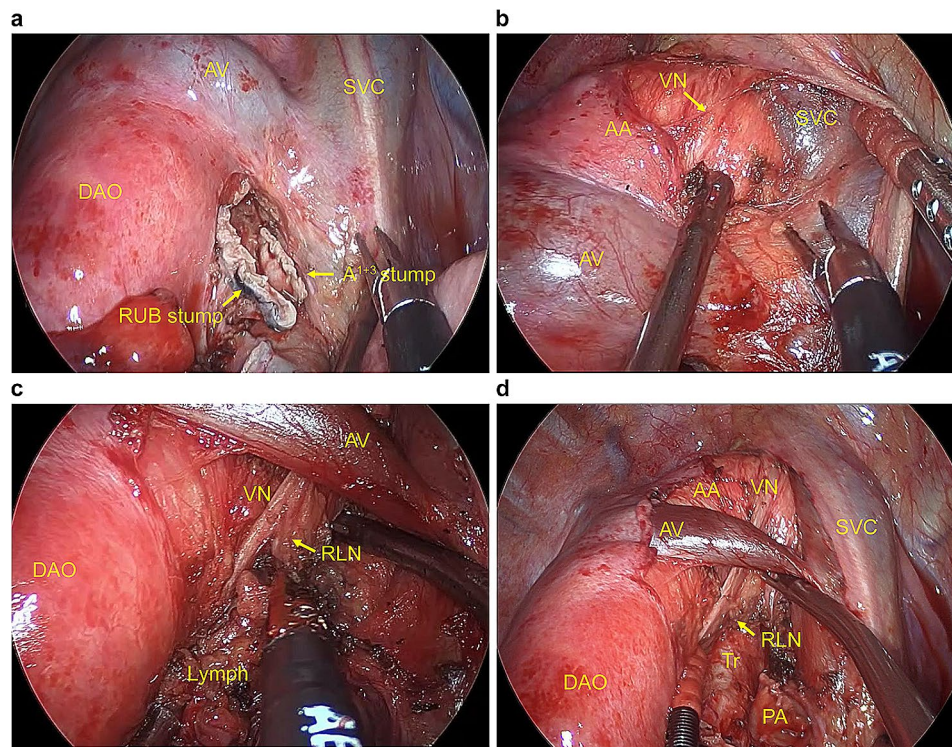 a
AV
SVC
DAO
A1+3 stump
RUB stump
b
VN
AA
SVC
AV
c
AV
VN
RLN
DAO
Lymph
d
AA
VN
AV
SVC
RLN
Tr
DAO
PA